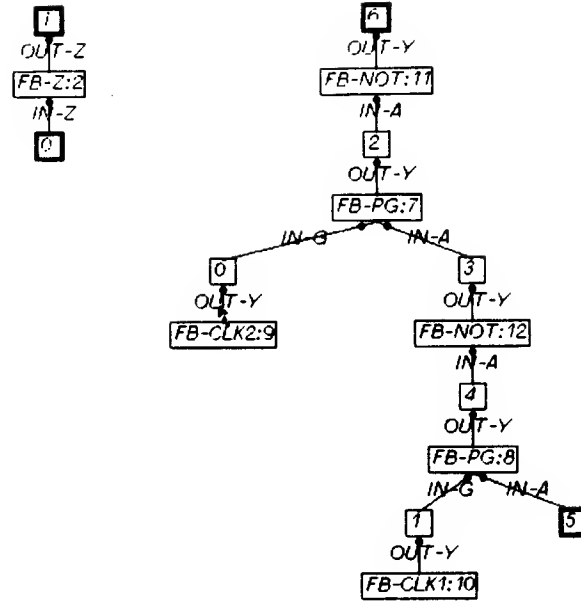 1
OUT-Z
FB-Z:2
IN-Z
0
6
OUT-Y
FB-NOT:11
IN-A
2
OUT-Y
FB-PG:7
IN-G
IN-A
0
3
OUT-Y
OUT-Y
FB-CLK2:9
FB-NOT:12
IN-A
4
OUT-Y
FB-PG:8
IN-G
IN-A
1
5
OUT-Y
FB-CLK1:10